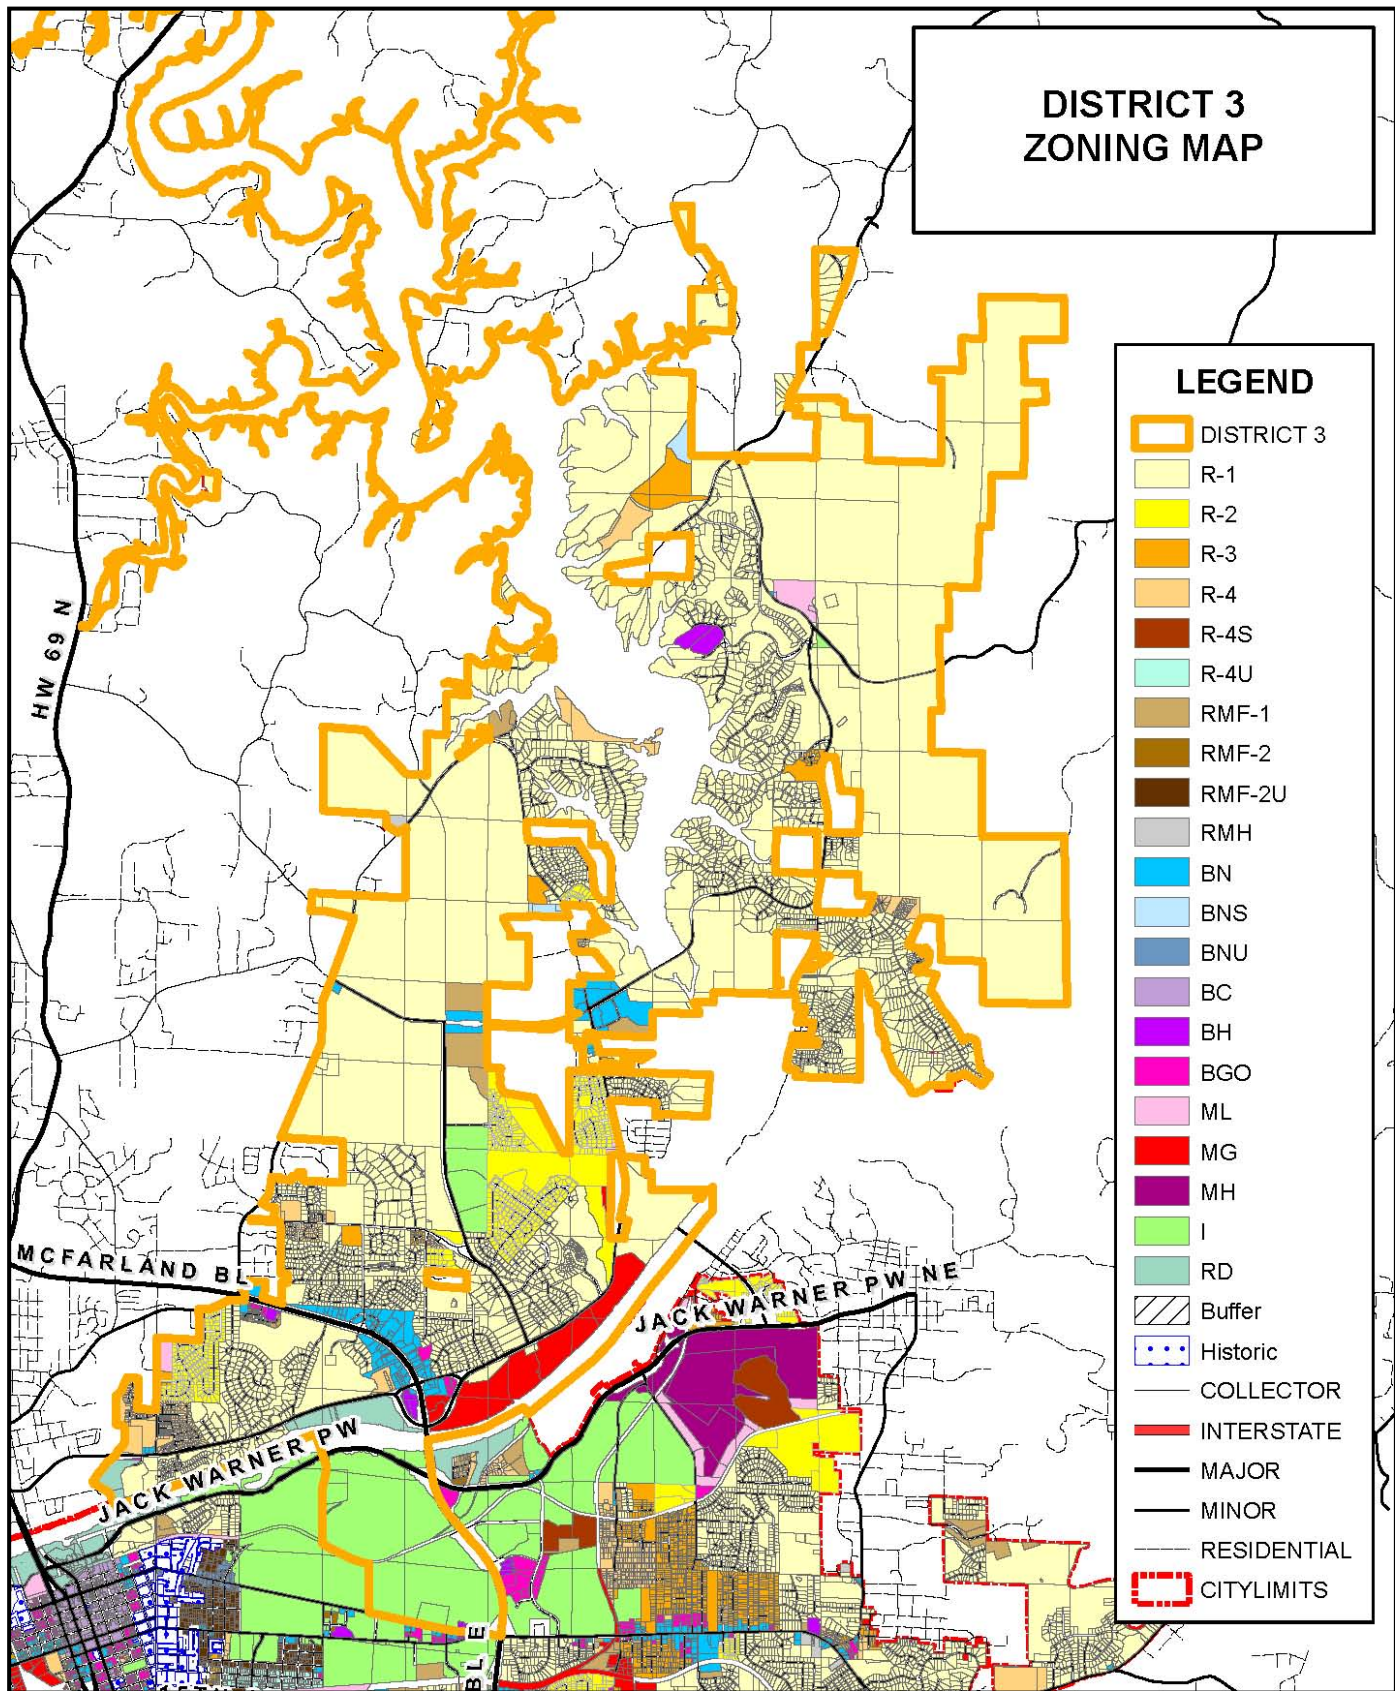 DISTRICT 3
ZONING MAP
LEGEND
DISTRICT 3
R-1
R-2
R-3
R-4
R-4S
R-4U
RMF-1
RMF-2
RMF-2U
RMH
BN
BNS
BNU
BC
BH
BGO
ML
MG
MH
I
RD
Buffer
Historic
COLLECTOR
INTERSTATE
MAJOR
MINOR
RESIDENTIAL
CITYLIMITS
HW 69 N
MCFARLAND BL
JACK WARNER PW NE
JACK WARNER PW
BL E